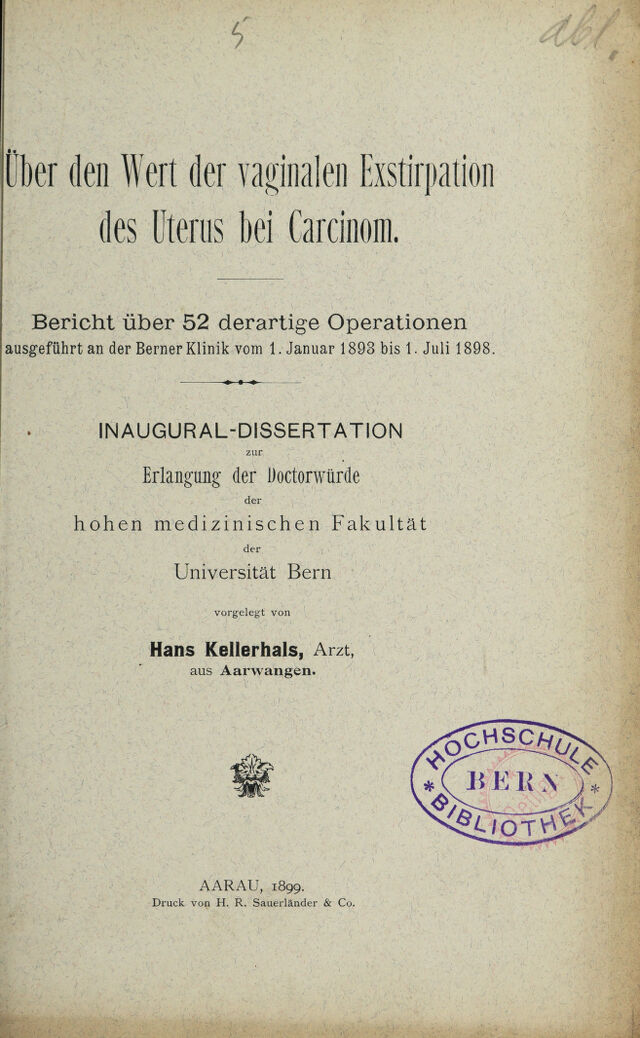 5
abl.
Über den Wert der vaginalen Exstirpation
des Uterus bei Carcinom.
Bericht über 52 derartige Operationen
ausgeführt an der Berner Klinik vom 1. Januar 1893 bis 1. Juli 1898.
INAUGURAL-DISSERTATION
zur
Erlangung der Doctorwürde
der
hohen medizinischen Fakultät
der
Universität Bern
vorgelegt von
Hans Kellerhals, Arzt,
aus Aarwangen.
HOCHSCHULE
BERN
* BIBLIOTHEK *
AARAU, 1899.
Druck von H. R. Sauerländer & Co.